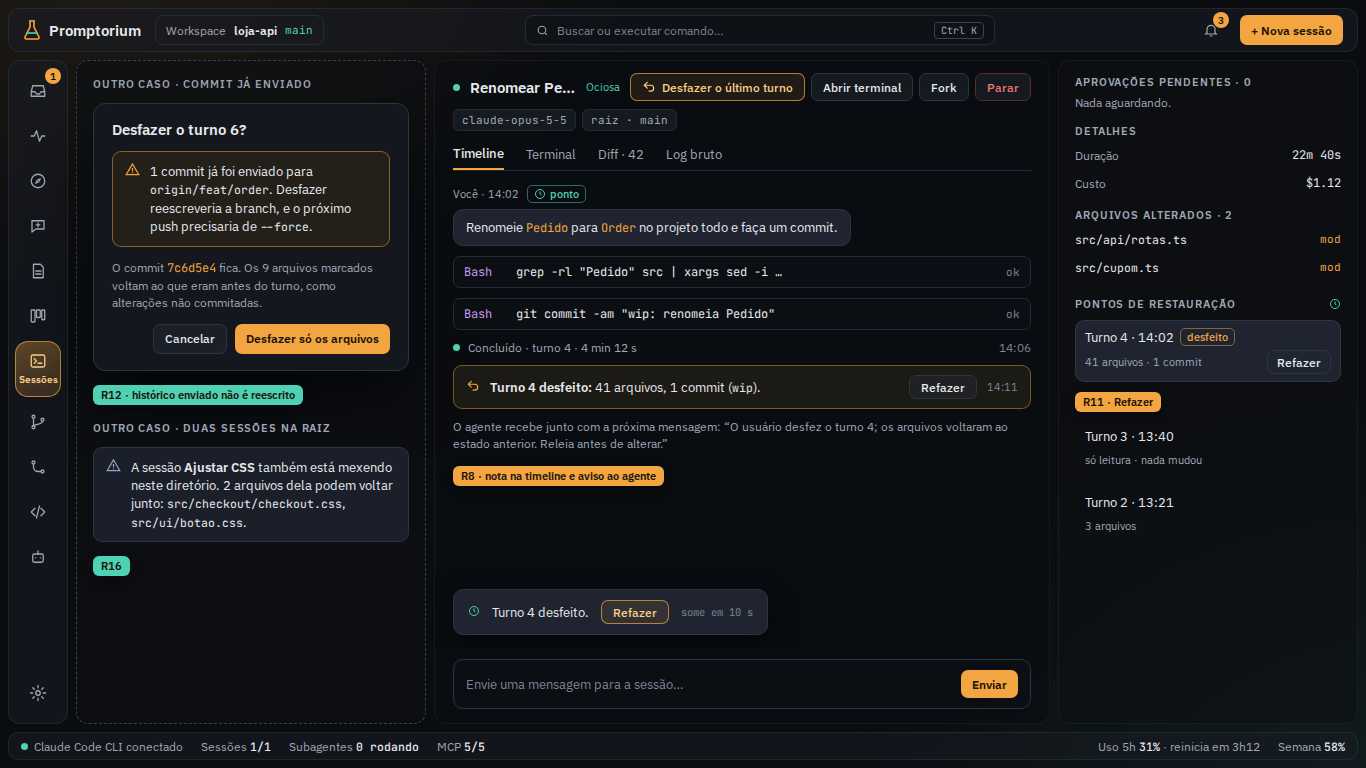 Promptorium
Workspace loja-api main
Buscar ou executar comando…
Ctrl K
3
+ Nova sessão
1
Sessões
OUTRO CASO · COMMIT JÁ ENVIADO
Desfazer o turno 6?
1 commit já foi enviado para
origin/feat/order. Desfazer
reescreveria a branch, e o próximo
push precisaria de --force.
O commit 7c6d5e4 fica. Os 9 arquivos marcados
voltam ao que eram antes do turno, como
alterações não commitadas.
Cancelar
Desfazer só os arquivos
R12 · histórico enviado não é reescrito
OUTRO CASO · DUAS SESSÕES NA RAIZ
A sessão Ajustar CSS também está mexendo
neste diretório. 2 arquivos dela podem voltar
junto: src/checkout/checkout.css,
src/ui/botao.css.
R16
Renomear Pe…
Ociosa
Desfazer o último turno
Abrir terminal
Fork
Parar
claude-opus-5-5
raiz · main
Timeline
Terminal
Diff · 42
Log bruto
Você · 14:02
ponto
Renomeie Pedido para Order no projeto todo e faça um commit.
Bash grep -rl "Pedido" src | xargs sed -i … ok
Bash git commit -am "wip: renomeia Pedido" ok
Concluído · turno 4 · 4 min 12 s 14:06
Turno 4 desfeito: 41 arquivos, 1 commit (wip). Refazer 14:11
O agente recebe junto com a próxima mensagem: “O usuário desfez o turno 4; os arquivos voltaram ao
estado anterior. Releia antes de alterar.”
R8 · nota na timeline e aviso ao agente
Turno 4 desfeito. Refazer some em 10 s
Envie uma mensagem para a sessão…
Enviar
APROVAÇÕES PENDENTES · 0
Nada aguardando.
DETALHES
Duração 22m 40s
Custo $1.12
ARQUIVOS ALTERADOS · 2
src/api/rotas.ts mod
src/cupom.ts mod
PONTOS DE RESTAURAÇÃO
Turno 4 · 14:02 desfeito
41 arquivos · 1 commit Refazer
R11 · Refazer
Turno 3 · 13:40
só leitura · nada mudou
Turno 2 · 13:21
3 arquivos
Claude Code CLI conectado
Sessões 1/1
Subagentes 0 rodando
MCP 5/5
Uso 5h 31% · reinicia em 3h12
Semana 58%